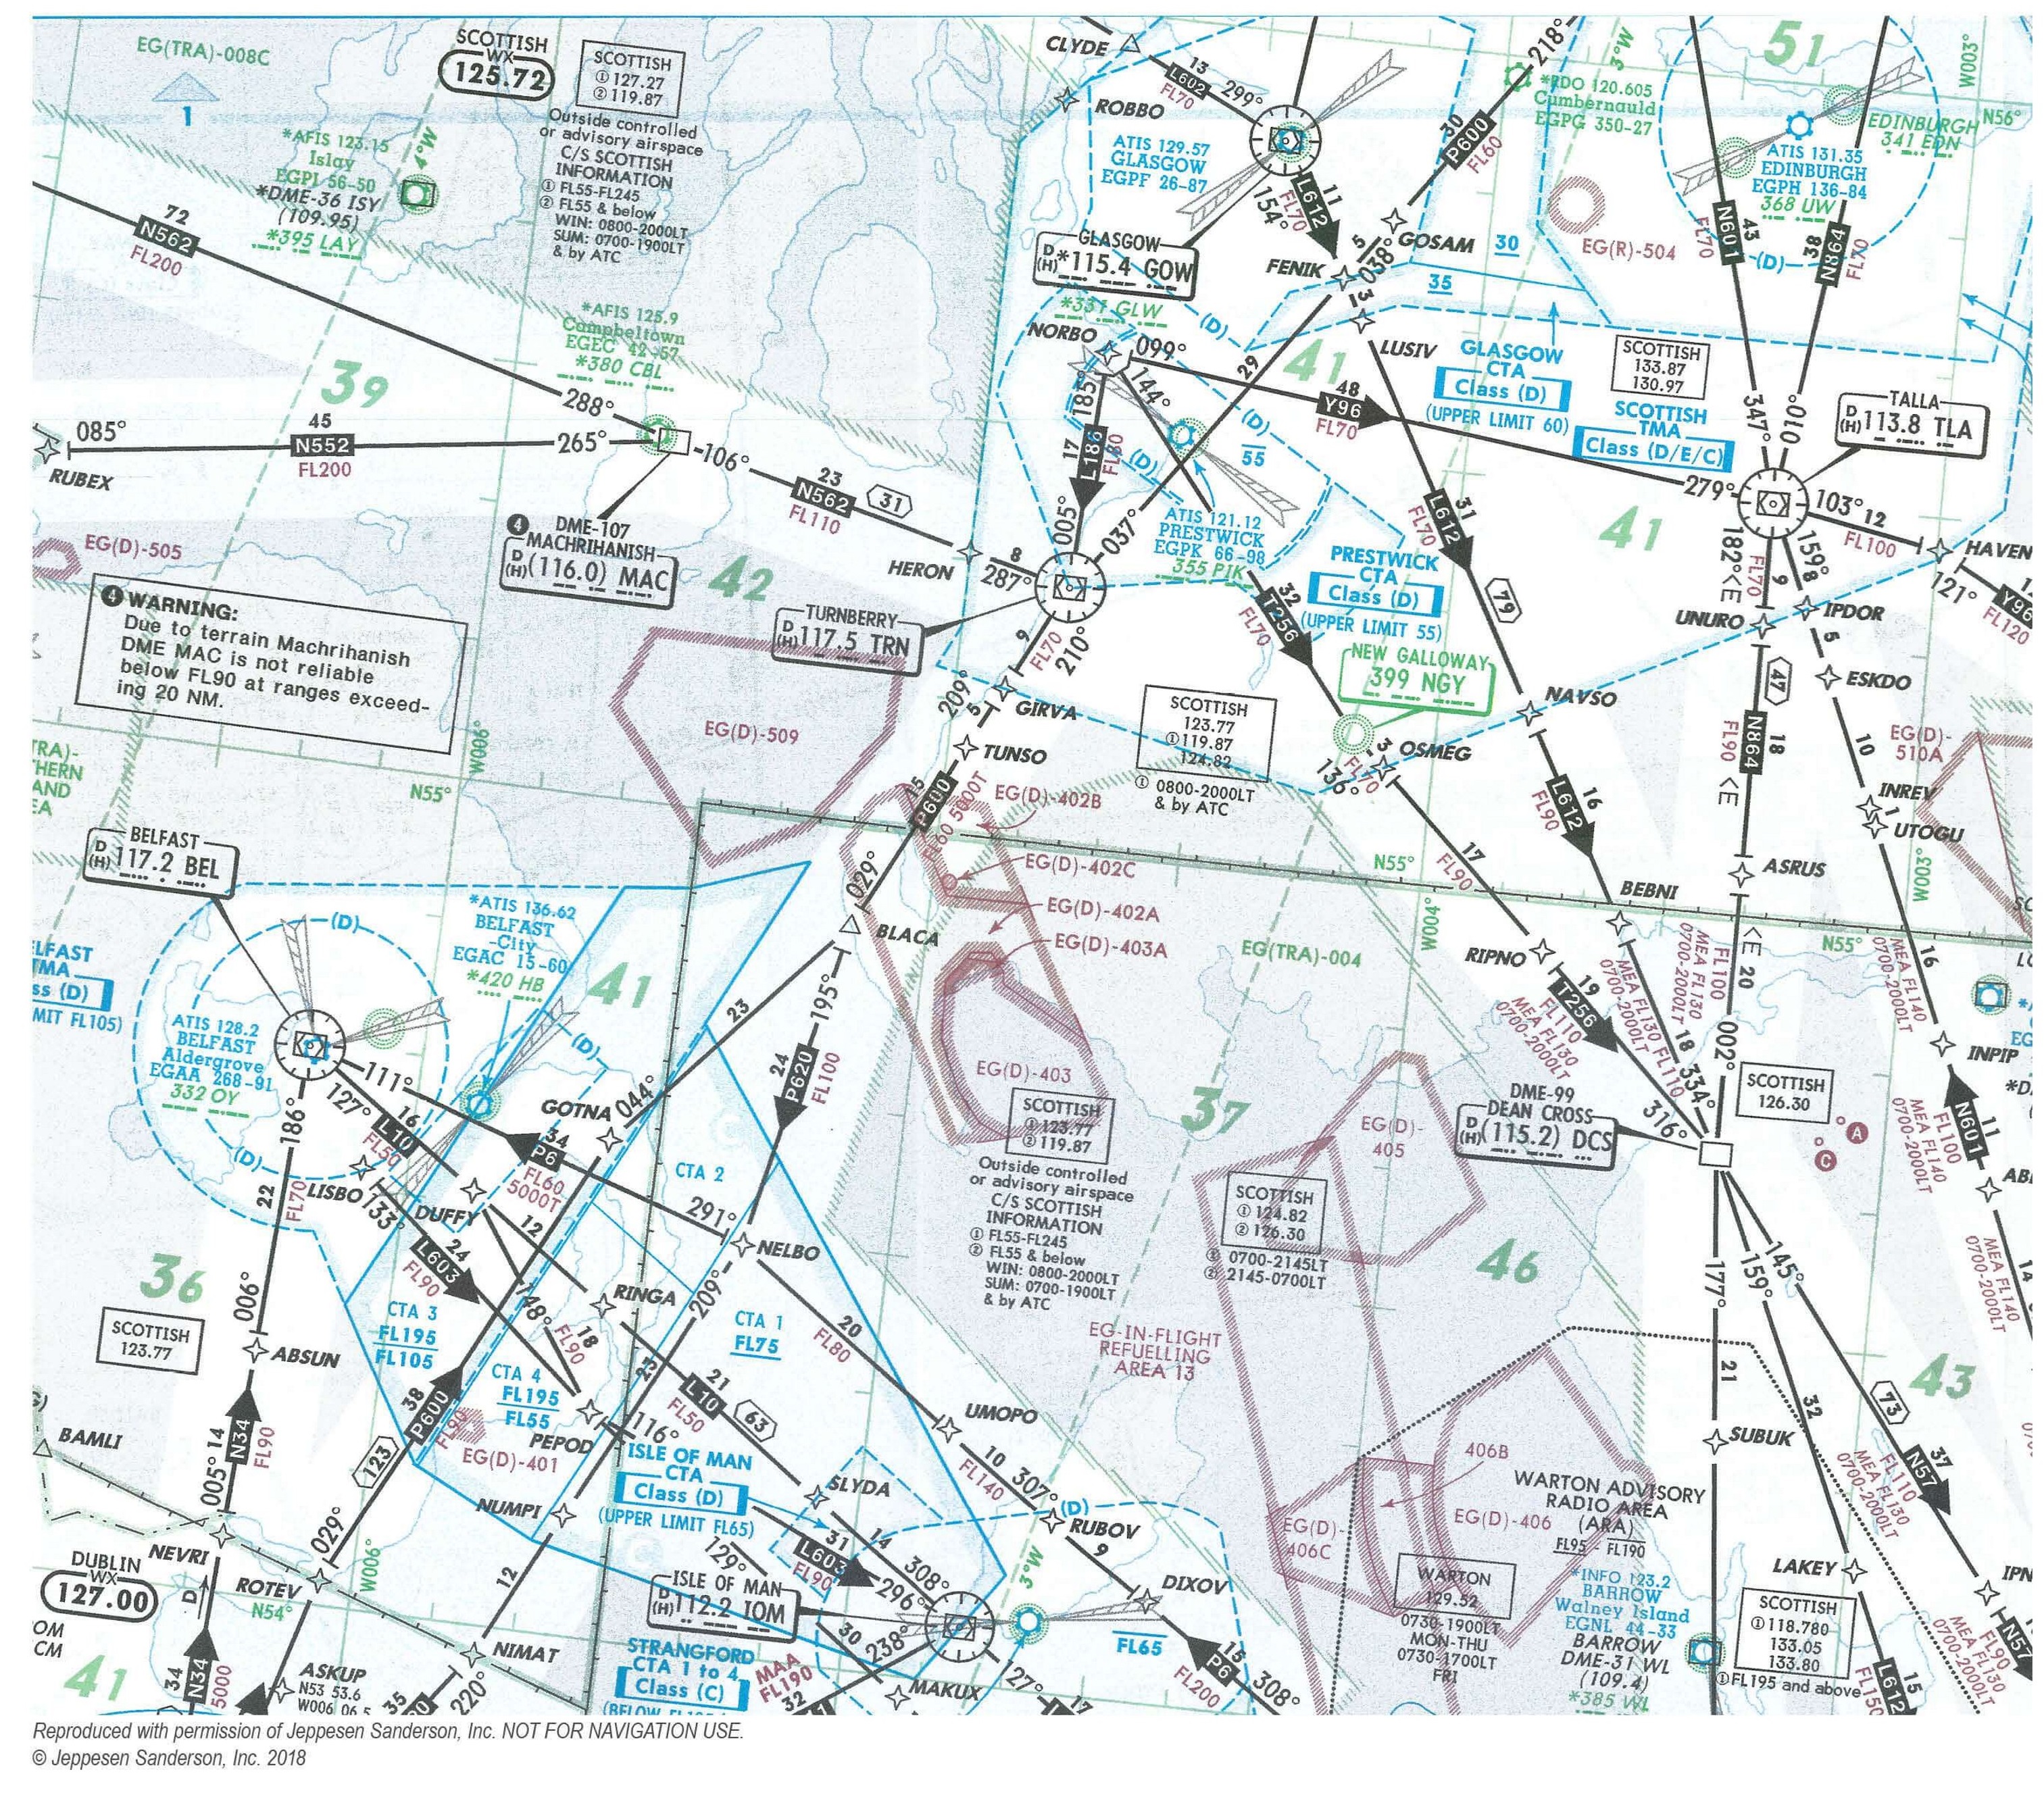 EG(TRA)-008C
1
SCOTTISH
WX
125.72
SCOTTISH
① 127.27
② 119.87
Outside controlled
or advisory airspace
C/S SCOTTISH
INFORMATION
① FL55-FL245
② FL55 & below
WIN: 0800-2000LT
SUM: 0700-1900LT
& by ATC
*AFIS 123.15
Islay
EGPI 56-50
*DME-36 ISY
(109.95)
*395 LAY
4°W
CLYDE
13
L602
FL70
299°
ROBBO
ATIS 129.57
GLASGOW
EGPF 26-87
154°
11
L612
FL70
GLASGOW
D
(H)
*115.4 GOW
*331 GLW
30
P600
FL60
218°
3°W
*RDO 120.605
Cumbernauld
EGPG 350-27
51
W003°
N56°
EDINBURGH
341 EDN
ATIS 131.35
EDINBURGH
EGPH 136-84
368 UW
(D)
EG(R)-504
N601
43
FL70
38
N864
FL70
GOSAM
5
038°
30
35
FENIK
13
LUSIV
72
N562
FL200
288°
39
45
N552
FL200
085°
265°
RUBEX
*AFIS 125.9
Campbeltown
EGEC 42-57
*380 CBL
106°
23
N562
FL110
31
HERON
8
287°
④ DME-107
MACHRIHANISH
D
(H)
(116.0) MAC
42
EG(D)-505
④ WARNING:
Due to terrain Machrihanish
DME MAC is not reliable
below FL90 at ranges exceed-
ing 20 NM.
NORBO
099°
144°
185°
17
L186
FL80
005°
037°
(D)
(D)
(D)
29
55
41
48
Y96
FL70
279°
GLASGOW
CTA
Class (D)
(UPPER LIMIT 60)
SCOTTISH
133.87
130.97
SCOTTISH
TMA
Class (D/E/C)
TALLA
D
(H)
113.8 TLA
347°
010°
103°
12
FL100
HAVEN
121°
Y96
FL120
ATIS 121.12
PRESTWICK
EGPK 66-98
355 PIK
PRESTWICK
CTA
Class (D)
(UPPER LIMIT 55)
31
L612
FL70
79
41
182°
<E
9
FL70
UNURO
159°
8
IPDOR
5
ESKDO
10
INREV
1
UTOGU
47
N864
18
FL90
<E
TURNBERRY
D
(H)
117.5 TRN
9
FL70
210°
209°
5
GIRVA
TUNSO
32
T256
FL70
NEW GALLOWAY
399 NGY
3
OSMEG
FL70
136°
NAVSO
16
L612
FL90
EG(D)-509
EG(D)-
510A
SCOTTISH
123.77
①119.87
124.82
① 0800-2000LT
& by ATC
W006°
N55°
15
P600
FL60 5000T
EG(D)-402B
EG(D)-402C
EG(D)-402A
EG(D)-403A
EG(D)-403
029°
BLACA
195°
24
P620
FL100
23
044°
17
FL90
N55°
W004°
EG(TRA)-004
RIPNO
19
T256
FL110
MEA FL130
0700-2000LT
BEBNI
MEA FL130
0700-2000LT
18
FL110
334°
ASRUS
<E
20
FL100
MEA FL130
0700-2000LT
002°
316°
W003°
N55°
16
MEA FL140
0700-2000LT
INPIP
11
N601
FL100
MEA FL140
0700-2000LT
14
MEA FL140
0700-2000LT
BELFAST
D
(H)
117.2 BEL
(D)
*ATIS 136.62
BELFAST
-City
EGAC 15-60
*420 HB
41
ATIS 128.2
BELFAST
Aldergrove
EGAA 268-91
332 OY
(D)
(D)
111°
127°
16
L10
FL50
186°
22
FL70
LISBO
133°
DUFFY
GOTNA
34
P6
FL60
5000T
CTA 2
291°
NELBO
209°
24
L603
FL90
12
148°
18
FL90
RINGA
CTA 1
FL75
20
FL80
36
SCOTTISH
123.77
006°
ABSUN
CTA 3
FL195
FL105
CTA 4
FL195
FL55
23
21
L10
FL50
63
38
P600
FL90
EG(D)-401
PEPOD
116°
BAMLI
005°
14
N34
FL90
123
029°
NUMPI
ISLE OF MAN
CTA
Class (D)
(UPPER LIMIT FL65)
SLYDA
UMOPO
10
307°
FL140
(D)
RUBOV
9
DIXOV
FL65
NEVRI
ROTEV
W006°
N54°
DUBLIN
WX
127.00
12
129°
31
L603
FL90
14
308°
296°
3°W
ISLE OF MAN
D
(H)
112.2 IOM
30
238°
127°
17
15
P6
FL200
308°
NIMAT
220°
35
STRANGFORD
CTA 1 to 4
Class (C)
MAA
FL190
32
MAKUX
41
34
N34
5000
D
ASKUP
N53 53.6
W006 06.5
SCOTTISH
① 123.77
② 119.87
Outside controlled
or advisory airspace
C/S SCOTTISH
INFORMATION
① FL55-FL245
② FL55 & below
WIN: 0800-2000LT
SUM: 0700-1900LT
& by ATC
EG-IN-FLIGHT
REFUELLING
AREA 13
37
SCOTTISH
① 124.82
② 126.30
① 0700-2145LT
② 2145-0700LT
EG(D)-
405
DME-99
DEAN CROSS
D
(H)
(115.2) DCS
SCOTTISH
126.30
A
C
46
177°
159°
145°
21
SUBUK
32
73
43
37
N57
FL110
MEA FL130
0700-2000LT
406B
EG(D)-406
EG(D)-
406C
WARTON ADVISORY
RADIO AREA
(ARA)
FL95 - FL190
WARTON
129.52
0730-1900LT
MON-THU
0730-1700LT
FRI
*INFO 123.2
BARROW
Walney Island
EGNL 44-33
BARROW
DME-31 WL
(109.4)
*385 WL
LAKEY
SCOTTISH
①118.780
133.05
133.80
①FL195 and above
15
L612
FL150
N57
FL90
MEA FL130
0700-2000LT
Reproduced with permission of Jeppesen Sanderson, Inc. NOT FOR NAVIGATION USE.
© Jeppesen Sanderson, Inc. 2018